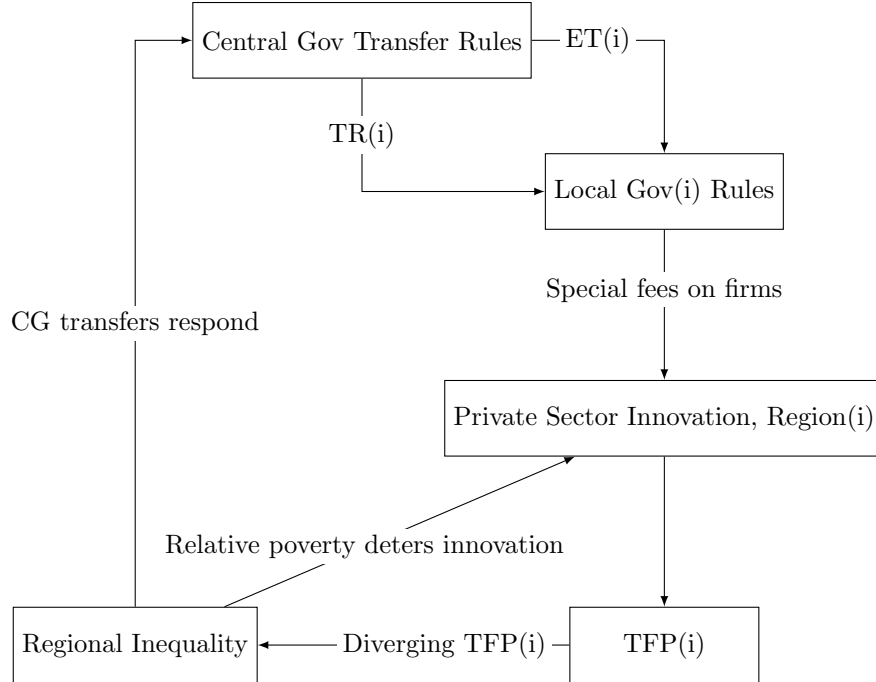 Central Gov Transfer Rules
ET(i)
TR(i)
Local Gov(i) Rules
Special fees on firms
CG transfers respond
Private Sector Innovation, Region(i)
Relative poverty deters innovation
Regional Inequality
Diverging TFP(i)
TFP(i)